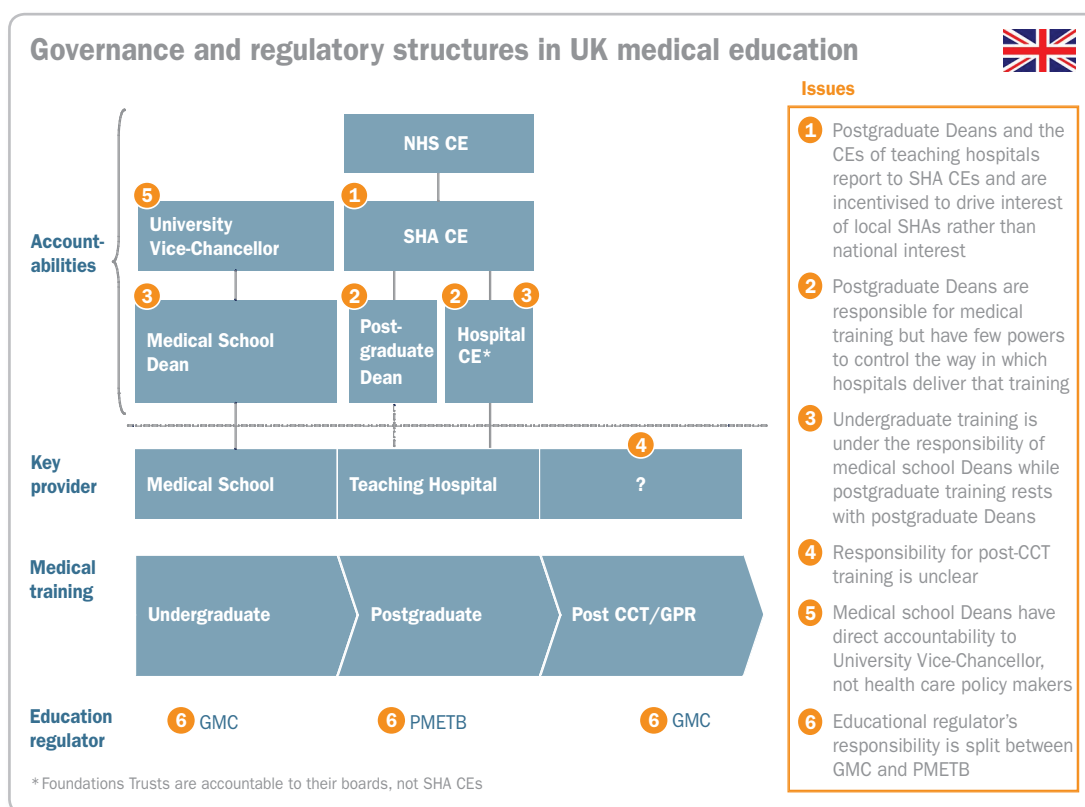 Governance and regulatory structures in UK medical education
Account-
abilities
NHS CE
5
University
Vice-Chancellor
1
SHA CE
3
Medical School
Dean
2
Post-
graduate
Dean
2
3
Hospital
CE*
Key
provider
Medical School
Teaching Hospital
4
?
Medical
training
Undergraduate
Postgraduate
Post CCT/GPR
Education
regulator
6 GMC
6 PMETB
6 GMC
*Foundations Trusts are accountable to their boards, not SHA CEs
Issues
1 Postgraduate Deans and the
CEs of teaching hospitals
report to SHA CEs and are
incentivised to drive interest
of local SHAs rather than
national interest
2 Postgraduate Deans are
responsible for medical
training but have few powers
to control the way in which
hospitals deliver that training
3 Undergraduate training is
under the responsibility of
medical school Deans while
postgraduate training rests
with postgraduate Deans
4 Responsibility for post-CCT
training is unclear
5 Medical school Deans have
direct accountability to
University Vice-Chancellor,
not health care policy makers
6 Educational regulator's
responsibility is split between
GMC and PMETB